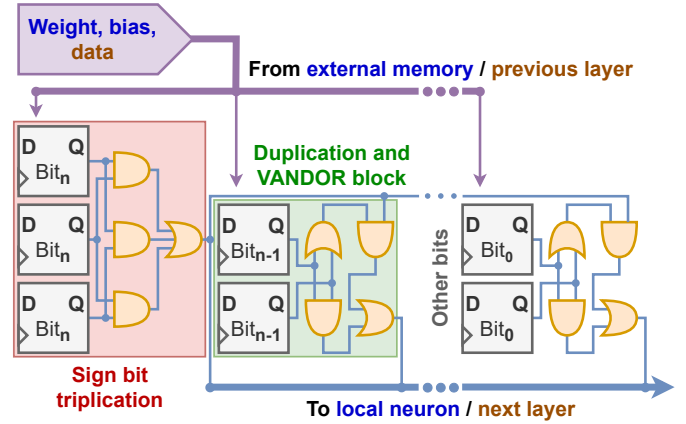 Weight, bias,
data
From external memory / previous layer
D Q
Bitn
D Q
Bitn
D Q
Bitn
Sign bit
triplication
Duplication and
VANDOR block
D Q
Bitn-1
D Q
Bitn-1
Other bits
D Q
Bit0
D Q
Bit0
To local neuron / next layer